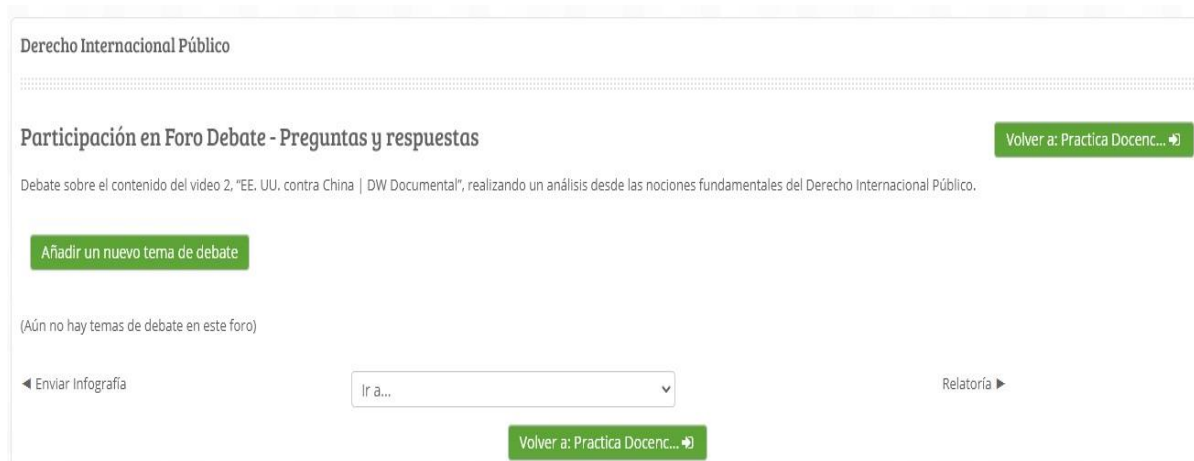 Derecho Internacional Público
Participación en Foro Debate - Preguntas y respuestas
Volver a: Practica Docenc...
Debate sobre el contenido del video 2, “EE. UU. contra China | DW Documental”, realizando un análisis desde las nociones fundamentales del Derecho Internacional Público.
Añadir un nuevo tema de debate
(Aún no hay temas de debate en este foro)
◀ Enviar Infografía
Ir a...
Relatoría ▶
Volver a: Practica Docenc...